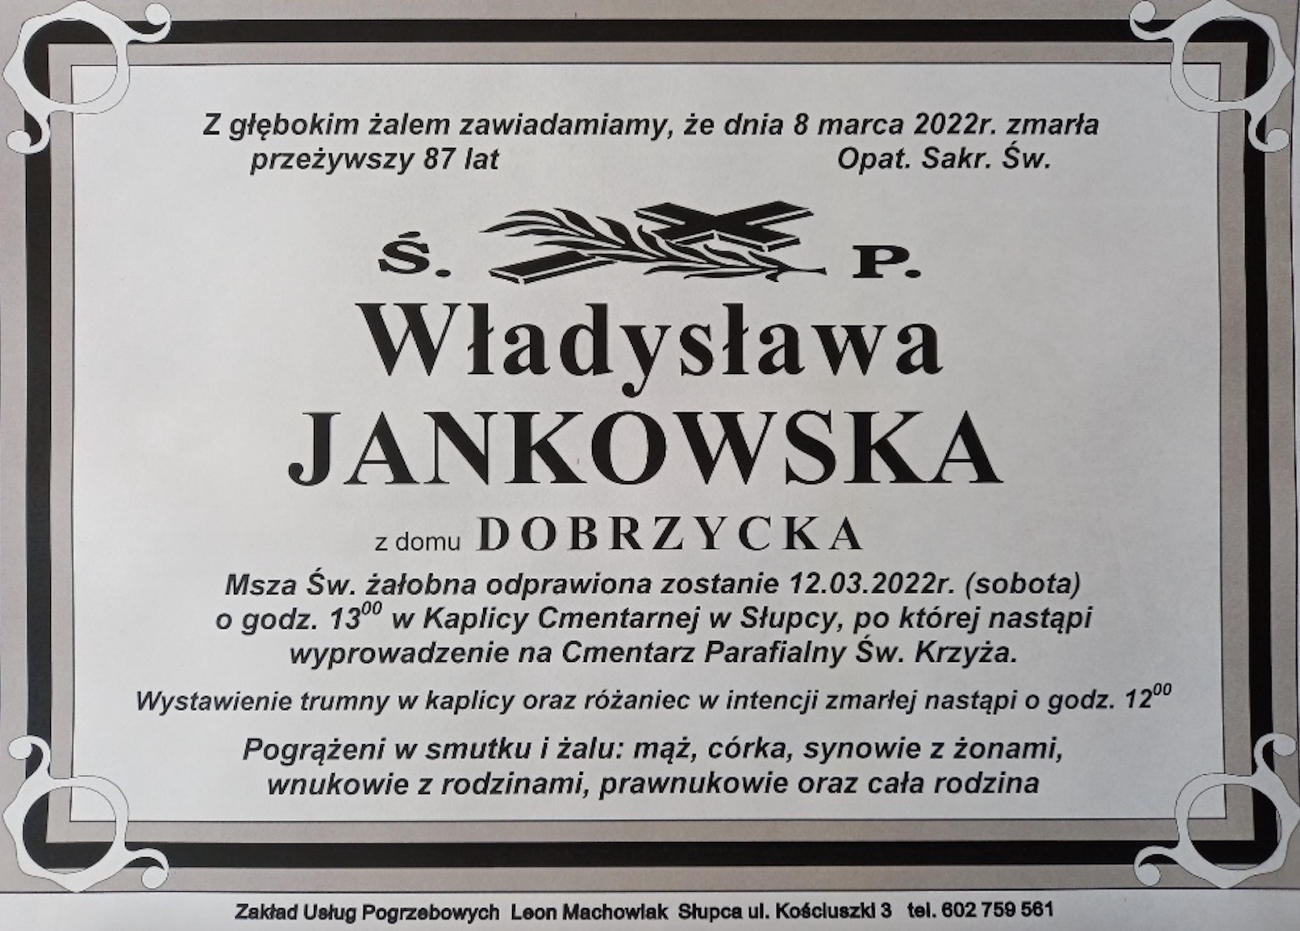 Z głębokim żalem zawiadamiamy, że dnia 8 marca 2022r. zmarła
przeżywszy 87 lat Opat. Sakr. Św.
Ś. P.
Władysława
JANKOWSKA
z domu DOBRZYCKA
Msza Św. żałobna odprawiona zostanie 12.03.2022r. (sobota)
o godz. 13⁰⁰ w Kaplicy Cmentarnej w Słupcy, po której nastąpi
wyprowadzenie na Cmentarz Parafialny Św. Krzyża.
Wystawienie trumny w kaplicy oraz różaniec w intencji zmarłej nastąpi o godz. 12⁰⁰
Pogrążeni w smutku i żalu: mąż, córka, synowie z żonami,
wnukowie z rodzinami, prawnukowie oraz cała rodzina
Zakład Usług Pogrzebowych Leon Machowiak Słupca ul. Kościuszki 3 tel. 602 759 561